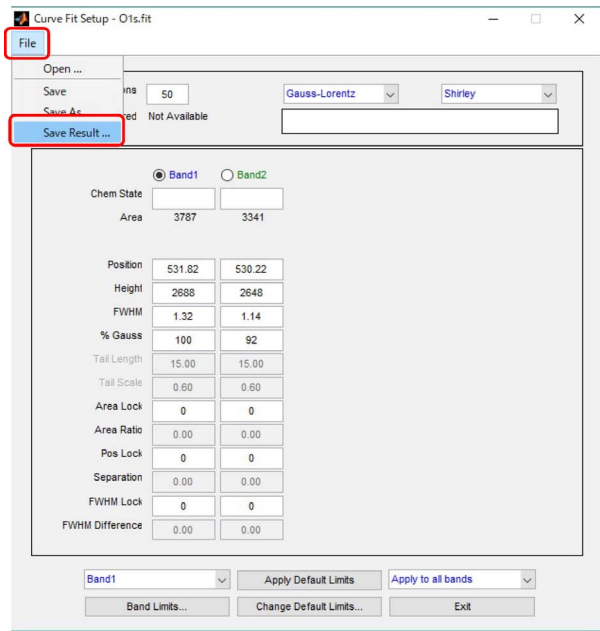 Curve Fit Setup - O1s.fit
File
Open ...
Save
50
Gauss-Lorentz
Shirley
Save As
Not Available
Save Result ...
Band1 Band2
Chem State
Area 3787 3341
Position 531.82 530.22
Height 2688 2648
FWHM 1.32 1.14
% Gauss 100 92
Tail Length 15.00 15.00
Tail Scale 0.60 0.60
Area Lock 0 0
Area Ratio 0.00 0.00
Pos Lock 0 0
Separation 0.00 0.00
FWHM Lock 0 0
FWHM Difference 0.00 0.00
Band1 Apply Default Limits Apply to all bands
Band Limits... Change Default Limits... Exit